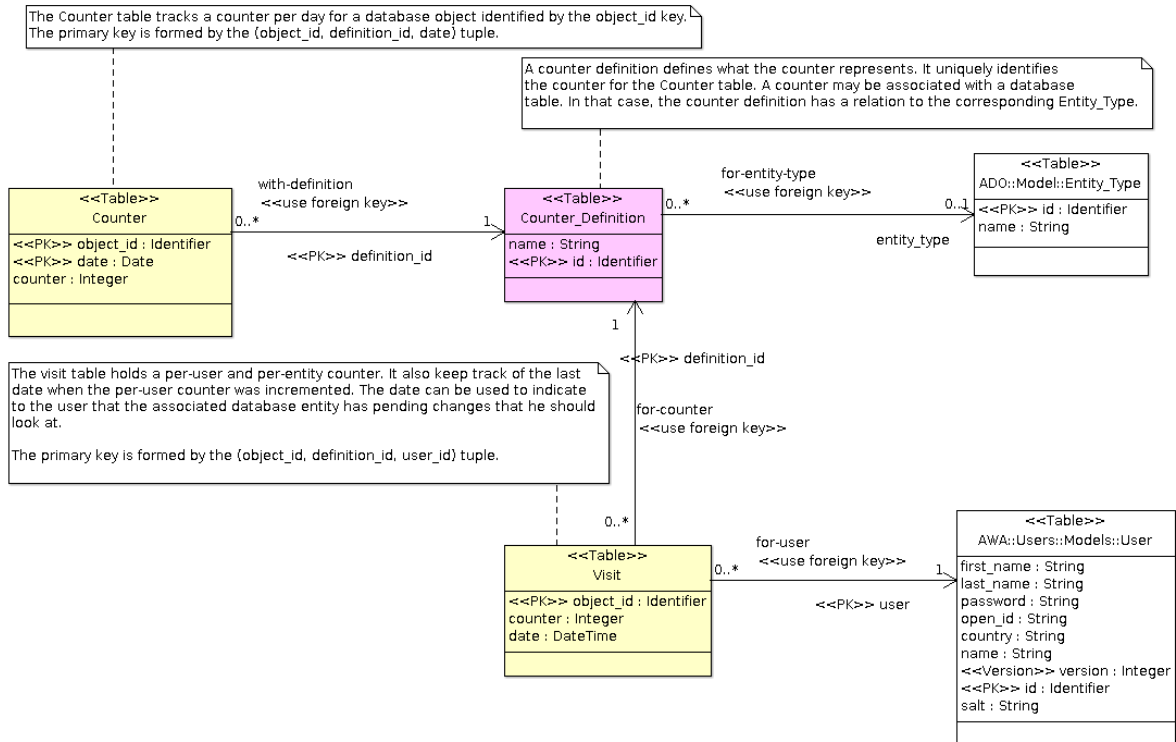 The Counter table tracks a counter per day for a database object identified by the object_id key.
The primary key is formed by the (object_id, definition_id, date) tuple.
A counter definition defines what the counter represents. It uniquely identifies
the counter for the Counter table. A counter may be associated with a database
table. In that case, the counter definition has a relation to the corresponding Entity_Type.
<<Table>>
Counter
<<PK>> object_id : Identifier
<<PK>> date : Date
counter : Integer
with-definition
<<use foreign key>>
0..*
1
<<PK>> definition_id
<<Table>>
Counter_Definition
name : String
<<PK>> id : Identifier
for-entity-type
<<use foreign key>>
0..*
0..1
entity_type
<<Table>>
ADO::Model::Entity_Type
<<PK>> id : Identifier
name : String
1
<<PK>> definition_id
for-counter
<<use foreign key>>
0..*
The visit table holds a per-user and per-entity counter. It also keep track of the last
date when the per-user counter was incremented. The date can be used to indicate
to the user that the associated database entity has pending changes that he should
look at.
The primary key is formed by the (object_id, definition_id, user_id) tuple.
<<Table>>
Visit
<<PK>> object_id : Identifier
counter : Integer
date : DateTime
for-user
<<use foreign key>>
0..*
1
<<PK>> user
<<Table>>
AWA::Users::Models::User
first_name : String
last_name : String
password : String
open_id : String
country : String
name : String
<<Version>> version : Integer
<<PK>> id : Identifier
salt : String